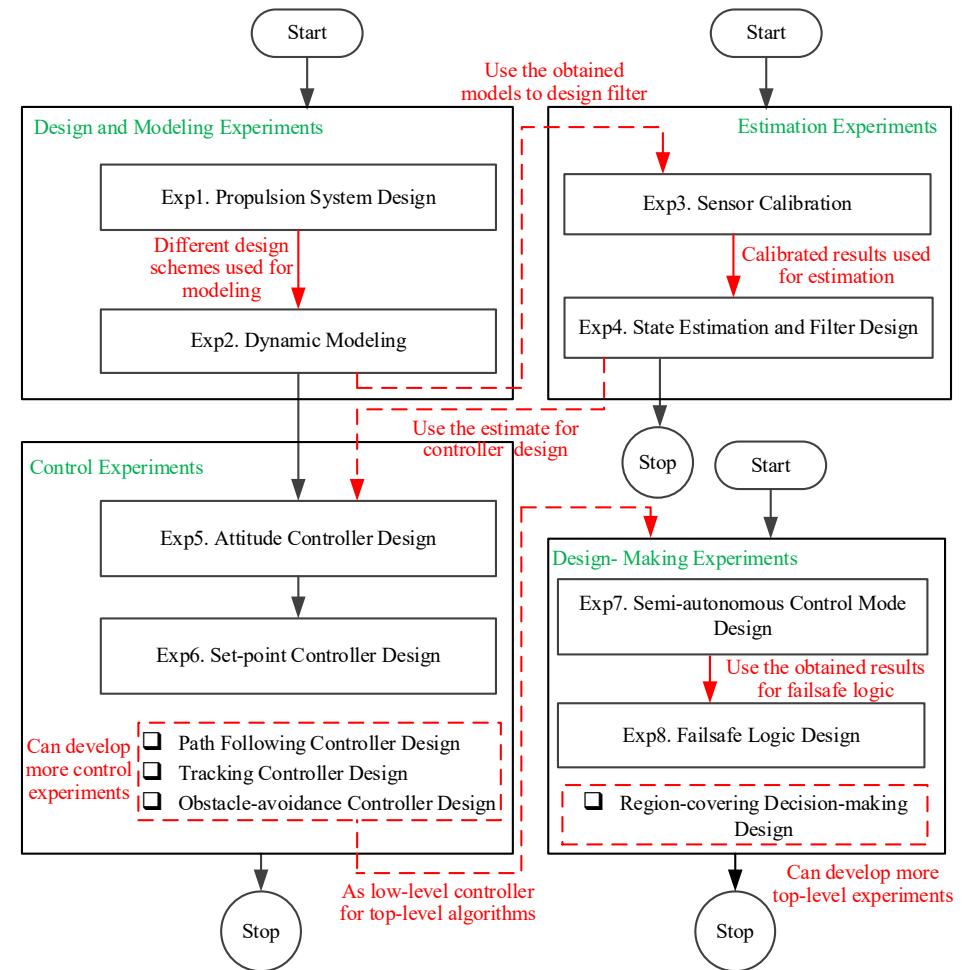 Start
Start
Use the obtained
models to design filter
Design and Modeling Experiments
Estimation Experiments
Exp1. Propulsion System Design
Exp3. Sensor Calibration
Different design
schemes used for
modeling
Calibrated results used
for estimation
Exp2. Dynamic Modeling
Exp4. State Estimation and Filter Design
Use the estimate for
controller design
Stop
Start
Control Experiments
Exp5. Attitude Controller Design
Exp6. Set-point Controller Design
Design- Making Experiments
Exp7. Semi-autonomous Control Mode
Design
Use the obtained results
for failsafe logic
Exp8. Failsafe Logic Design
Can develop
more control
experiments
Path Following Controller Design
Tracking Controller Design
Obstacle-avoidance Controller Design
Region-covering Decision-making
Design
As low-level controller
for top-level algorithms
Can develop more
top-level experiments
Stop
Stop